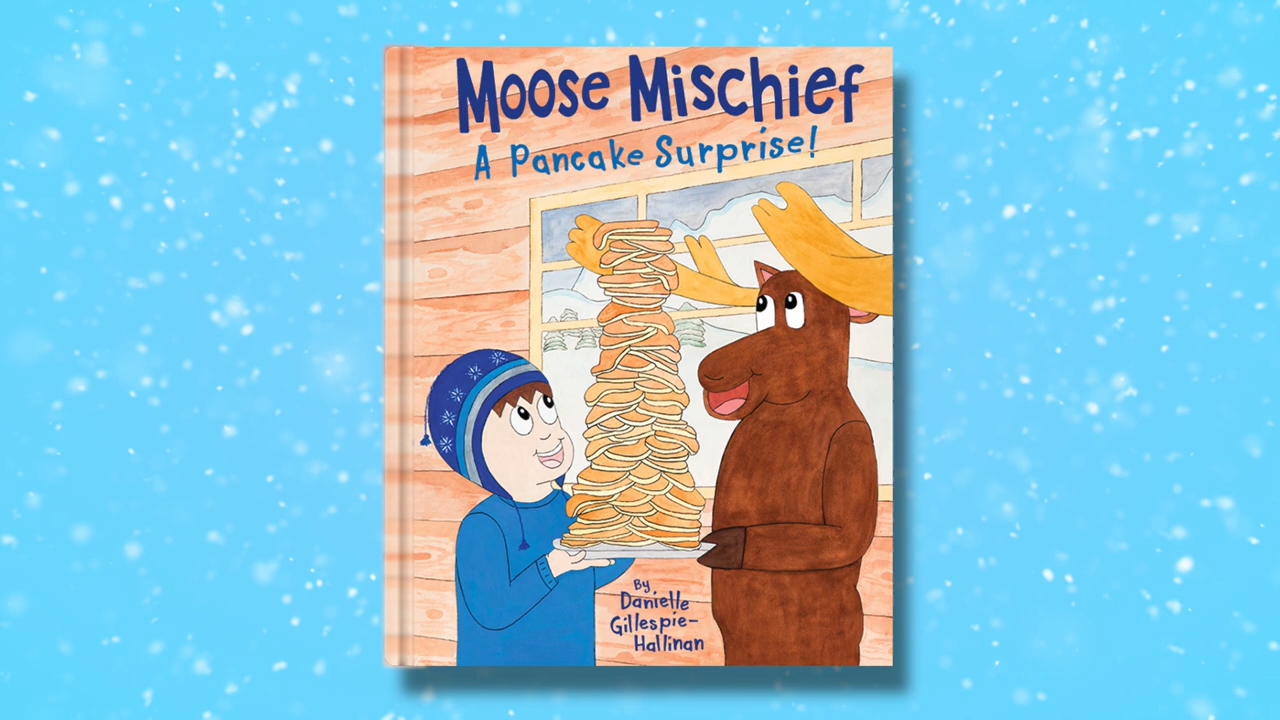 Moose Mischief
A Pancake Surprise!
By
Danielle
Gillespie-
Hallinan